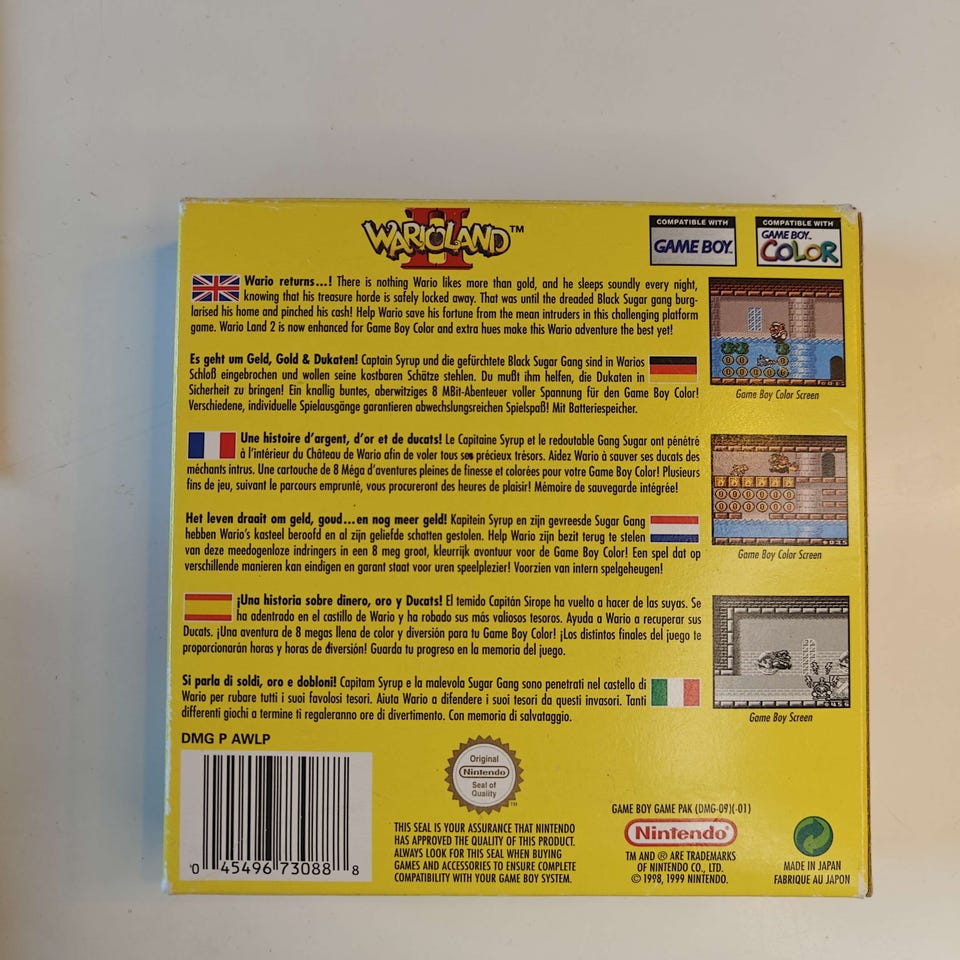 WARIOLAND II™
COMPATIBLE WITH
GAME BOY™
COMPATIBLE WITH
GAME BOY™
COLOR
Wario returns...! There is nothing Wario likes more than gold, and he sleeps soundly every night,
knowing that his treasure horde is safely locked away. That was until the dreaded Black Sugar gang burg-
larised his home and pinched his cash! Help Wario save his fortune from the mean intruders in this challenging platform
game. Wario Land 2 is now enhanced for Game Boy Color and extra hues make this Wario adventure the best yet!
Game Boy Color Screen
Es geht um Geld, Gold & Dukaten! Captain Syrup und die gefürchtete Black Sugar Gang sind in Warios
Schloß eingebrochen und wollen seine kostbaren Schätze stehlen. Du mußt ihm helfen, die Dukaten in
Sicherheit zu bringen! Ein knallig buntes, aberwitziges 8 MBit-Abenteuer voller Spannung für den Game Boy Color!
Verschiedene, individuelle Spielausgänge garantieren abwechslungsreichen Spielspaß! Mit Batteriespeicher.
Une histoire d'argent, d'or et de ducats! Le Capitaine Syrup et le redoutable Gang Sugar ont pénétré
à l'intérieur du Château de Wario afin de voler tous ses précieux trésors. Aidez Wario à sauver ses ducats des
méchants intrus. Une cartouche de 8 Méga d'aventures pleines de finesse et colorées pour votre Game Boy Color! Plusieurs
fins de jeu, suivant le parcours emprunté, vous procureront des heures de plaisir! Mémoire de sauvegarde intégrée!
Game Boy Color Screen
Het leven draait om geld, goud...en nog meer geld! Kapitein Syrup en zijn gevreesde Sugar Gang
hebben Wario's kasteel beroofd en al zijn geliefde schatten gestolen. Help Wario zijn bezit terug te stelen
van deze meedogenloze indringers in een 8 meg groot, kleurrijk avontuur voor de Game Boy Color! Een spel dat op
verschillende manieren kan eindigen en garant staat voor uren speelplezier! Voorzien van intern spelgeheugen!
¡Una historia sobre dinero, oro y Ducats! El temido Capitán Sirope ha vuelto a hacer de las suyas. Se
ha adentrado en el castillo de Wario y ha robado sus más valiosos tesoros. Ayuda a Wario a recuperar sus
Ducats. ¡Una aventura de 8 megas llena de color y diversión para tu Game Boy Color! ¡Los distintos finales del juego te
proporcionarán horas y horas de diversión! Guarda tu progreso en la memoria del juego.
Game Boy Screen
Si parla di soldi, oro e dobloni! Capitam Syrup e la malevola Sugar Gang sono penetrati nel castello di
Wario per rubare tutti i suoi favolosi tesori. Aiuta Wario a difendere i suoi tesori da questi invasori. Tanti
differenti giochi a termine ti regaleranno ore di divertimento. Con memoria di salvataggio.
DMG P AWLP
0 45496 73088 8
Original
Nintendo
Seal of
Quality
TM
THIS SEAL IS YOUR ASSURANCE THAT NINTENDO
HAS APPROVED THE QUALITY OF THIS PRODUCT.
ALWAYS LOOK FOR THIS SEAL WHEN BUYING
GAMES AND ACCESSORIES TO ENSURE COMPLETE
COMPATIBILITY WITH YOUR GAME BOY SYSTEM.
GAME BOY GAME PAK (DMG-09)(-01)
Nintendo®
TM AND ® ARE TRADEMARKS
OF NINTENDO CO., LTD.
© 1998, 1999 NINTENDO.
MADE IN JAPAN
FABRIQUE AU JAPON